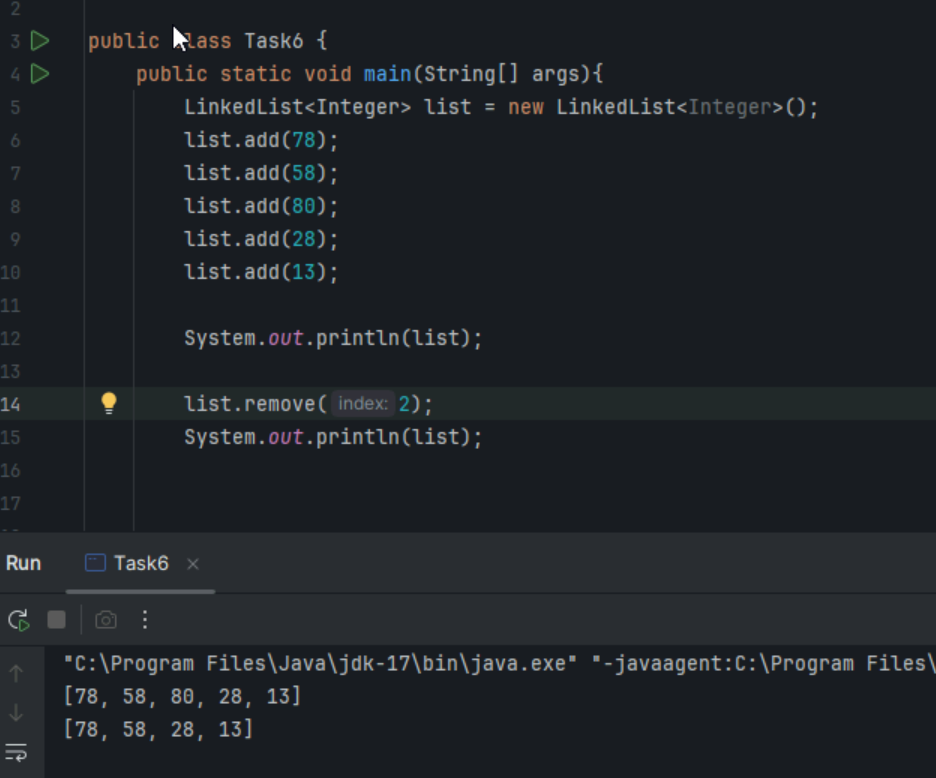 2
3 public class Task6 {
4 public static void main(String[] args){
5 LinkedList<Integer> list = new LinkedList<Integer>();
6 list.add(78);
7 list.add(58);
8 list.add(80);
9 list.add(28);
10 list.add(13);
11
12 System.out.println(list);
13
14 list.remove( index: 2);
15 System.out.println(list);
16
17
Run Task6 ×
"C:\Program Files\Java\jdk-17\bin\java.exe" "-javaagent:C:\Program Files\
[78, 58, 80, 28, 13]
[78, 58, 28, 13]